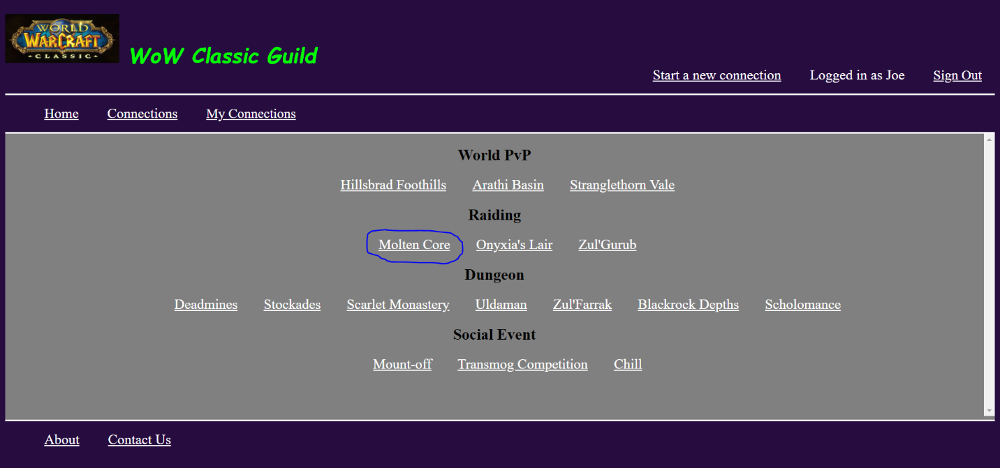 WORLD
WARCRAFT
CLASSIC
WoW Classic Guild
Start a new connection Logged in as Joe Sign Out
Home Connections My Connections
World PvP
Hillsbrad Foothills Arathi Basin Stranglethorn Vale
Raiding
Molten Core Onyxia's Lair Zul'Gurub
Dungeon
Deadmines Stockades Scarlet Monastery Uldaman Zul'Farrak Blackrock Depths Scholomance
Social Event
Mount-off Transmog Competition Chill
About Contact Us